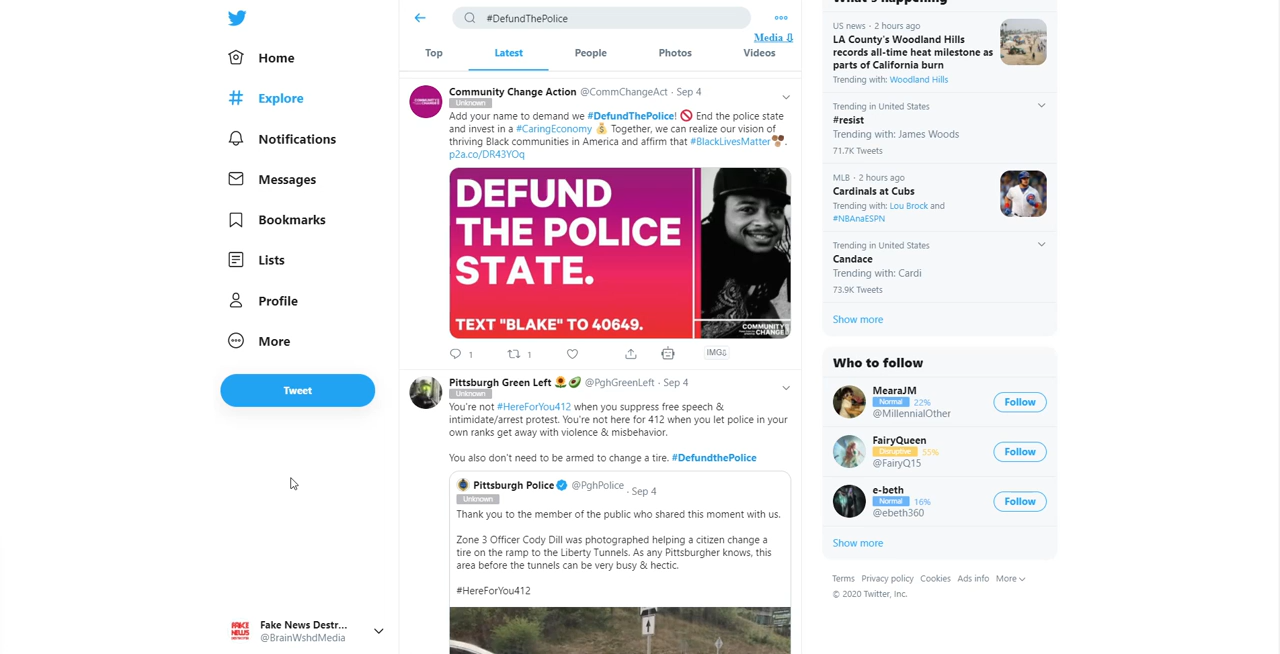 Home
Explore
Notifications
Messages
Bookmarks
Lists
Profile
More
Tweet
Fake News Destr...
@BrainWshdMedia
#DefundThePolice
Media ⇩
Top Latest People Photos Videos
Community Change Action @CommChangeAct · Sep 4
Unknown
Add your name to demand we #DefundThePolice! 🚫 End the police state
and invest in a #CaringEconomy 💰 Together, we can realize our vision of
thriving Black communities in America and affirm that #BlackLivesMatter.
p2a.co/DR43YOq
DEFUND
THE POLICE
STATE.
TEXT "BLAKE" TO 40649.
COMMUNITY
CHANGE
1 1 IMG⇩
Pittsburgh Green Left 🌻🥑 @PghGreenLeft · Sep 4
Unknown
You're not #HereForYou412 when you suppress free speech &
intimidate/arrest protest. You're not here for 412 when you let police in your
own ranks get away with violence & misbehavior.
You also don't need to be armed to change a tire. #DefundthePolice
Pittsburgh Police @PghPolice · Sep 4
Unknown
Thank you to the member of the public who shared this moment with us.
Zone 3 Officer Cody Dill was photographed helping a citizen change a
tire on the ramp to the Liberty Tunnels. As any Pittsburgher knows, this
area before the tunnels can be very busy & hectic.
#HereForYou412
What's happening
US news · 2 hours ago
LA County's Woodland Hills
records all-time heat milestone as
parts of California burn
Trending with: Woodland Hills
Trending in United States
#resist
Trending with: James Woods
71.7K Tweets
MLB · 2 hours ago
Cardinals at Cubs
Trending with: Lou Brock and
#NBAnaESPN
Trending in United States
Candace
Trending with: Cardi
73.9K Tweets
Show more
Who to follow
MearaJM
Normal 22%
@MillennialOther
Follow
FairyQueen
Disruptive 55%
@FairyQ15
Follow
e-beth
Normal 16%
@ebeth360
Follow
Show more
Terms Privacy policy Cookies Ads info More
© 2020 Twitter, Inc.